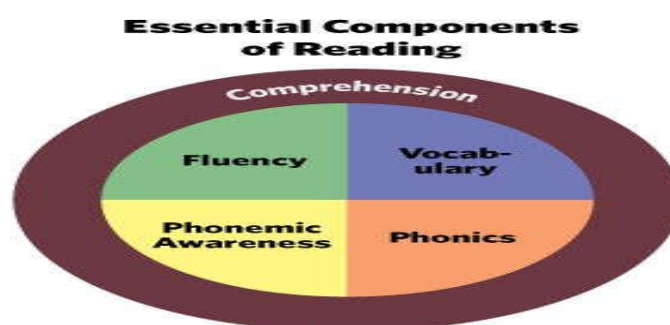 Essential Components
of Reading
Comprehension
Fluency
Vocab-
ulary
Phonemic
Awareness
Phonics